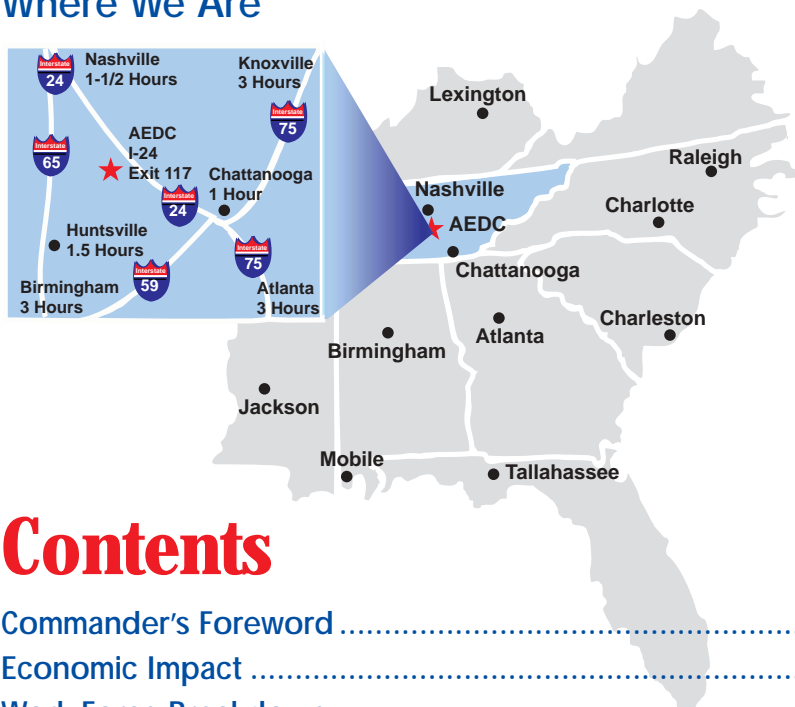 Where We Are
Interstate
24
Nashville
1-1/2 Hours
Knoxville
3 Hours
Interstate
75
Interstate
65
AEDC
I-24
Exit 117
Interstate
24
Chattanooga
1 Hour
Huntsville
1.5 Hours
Interstate
75
Interstate
59
Birmingham
3 Hours
Atlanta
3 Hours
Lexington
Raleigh
Nashville
Charlotte
AEDC
Chattanooga
Charleston
Atlanta
Birmingham
Jackson
Mobile
Tallahassee
Contents
Commander's Foreword
Economic Impact
Work Force Breakdown